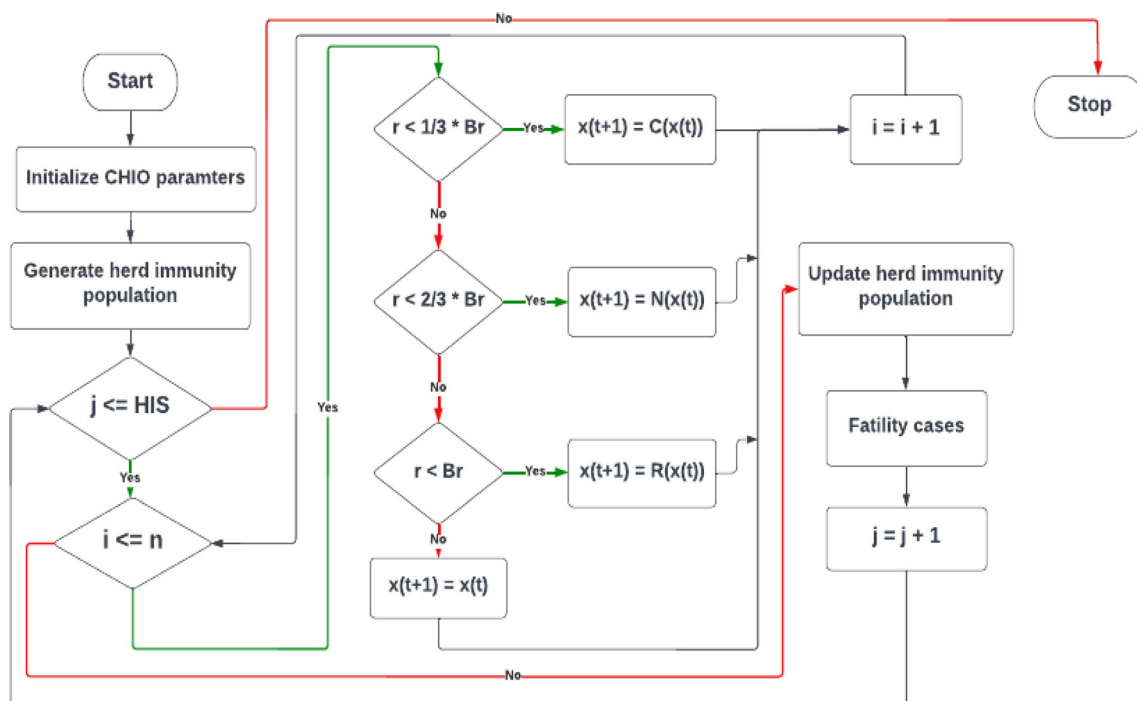 No
Start
Initialize CHIO paramters
Generate herd immunity
population
j <= HIS
Yes
i <= n
Yes
r < 1/3 * Br
Yes
x(t+1) = C(x(t))
i = i + 1
Stop
No
r < 2/3 * Br
Yes
x(t+1) = N(x(t))
Update herd immunity
population
No
r < Br
Yes
x(t+1) = R(x(t))
Fatility cases
No
x(t+1) = x(t)
j = j + 1
No